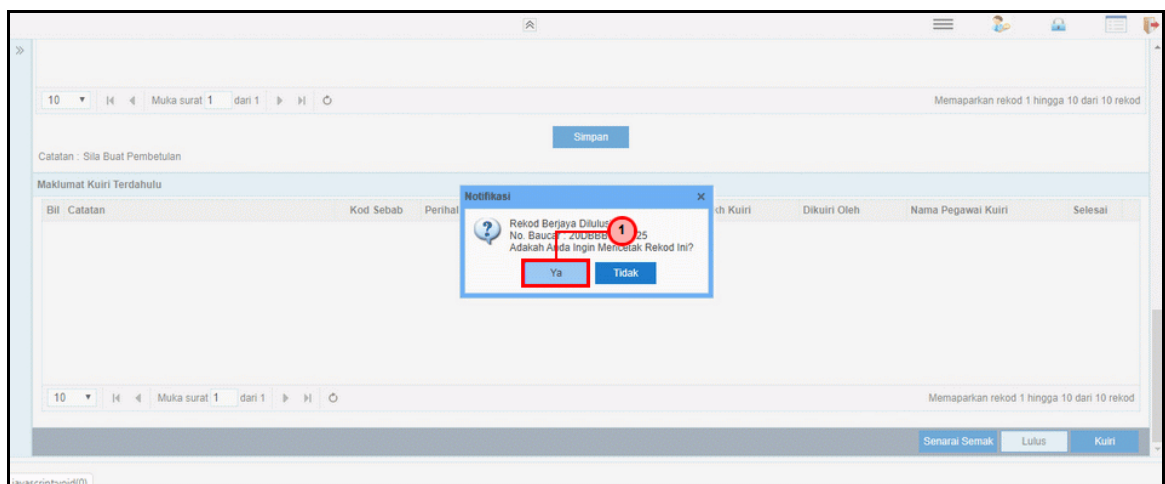 10 Muka surat 1 dari 1 Memaparkan rekod 1 hingga 10 dari 10 rekod
Simpan
Catatan : Sila Buat Pembetulan
Maklumat Kuiri Terdahulu
Bil Catatan Kod Sebab Perihal Kuiri Dikuiri Oleh Nama Pegawai Kuiri Selesai
Notifikasi
Rekod Berjaya
No. Baucar :
1
Adakah Anda Ingin Mencetak Rekod Ini?
Ya Tidak
10 Muka surat 1 dari 1 Memaparkan rekod 1 hingga 10 dari 10 rekod
Senarai Semak Lulus Kuiri